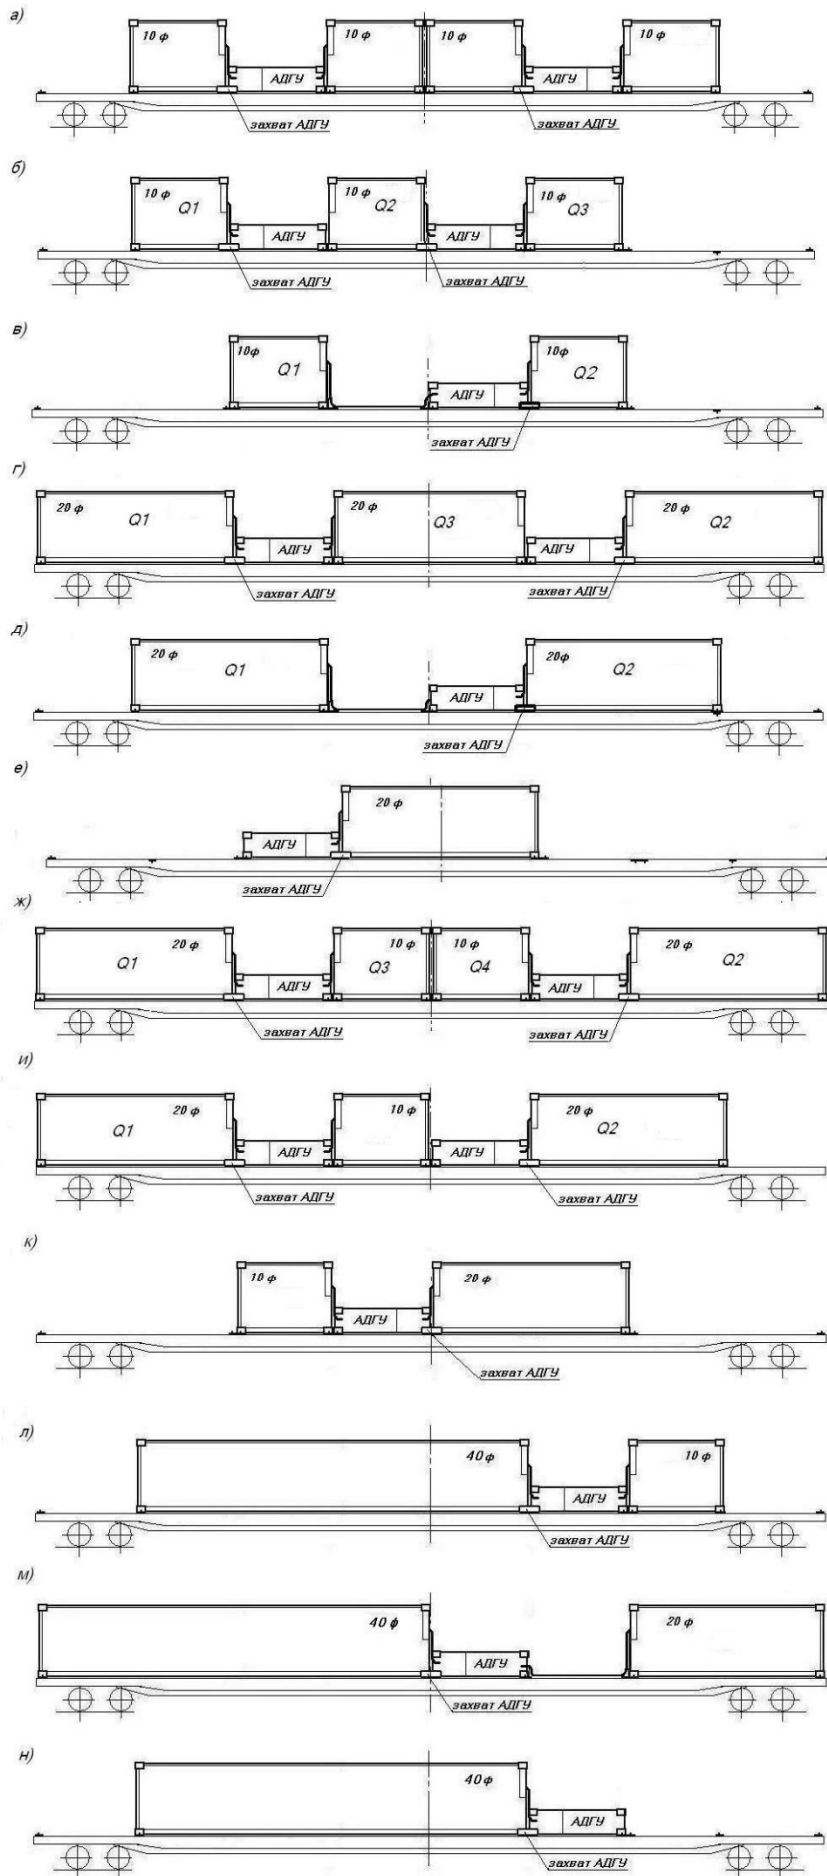 а)
10 ф АДГУ 10 ф 10 ф АДГУ 10 ф
захват АДГУ захват АДГУ
б)
10 ф Q1 АДГУ 10 ф Q2 АДГУ 10 ф Q3
захват АДГУ захват АДГУ
в)
10ф Q1 АДГУ 10ф Q2
захват АДГУ
г)
20 ф Q1 АДГУ 20 ф Q3 АДГУ 20 ф Q2
захват АДГУ захват АДГУ
д)
20 ф Q1 АДГУ 20ф Q2
захват АДГУ
е)
АДГУ 20 ф
захват АДГУ
ж)
Q1 20 ф АДГУ Q3 10 ф 10 ф Q4 АДГУ 20 ф Q2
захват АДГУ захват АДГУ
и)
Q1 20 ф АДГУ 10 ф АДГУ 20 ф Q2
захват АДГУ захват АДГУ
к)
10 ф АДГУ 20 ф
захват АДГУ
л)
40 ф АДГУ 10 ф
захват АДГУ
м)
40 ф АДГУ 20 ф
захват АДГУ
н)
40 ф АДГУ
захват АДГУ